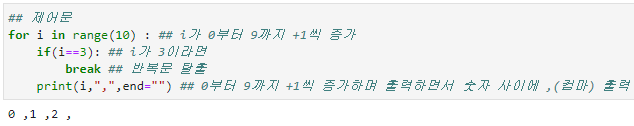 ## 제어문
for i in range(10) : ## i가 0부터 9까지 +1씩 증가
    if(i==3): ## i가 3이라면
        break ## 반복문 탈출
    print(i,",",end="") ## 0부터 9까지 +1씩 증가하며 출력하면서 숫자 사이에 ,(컴마) 출력
0 ,1 ,2 ,